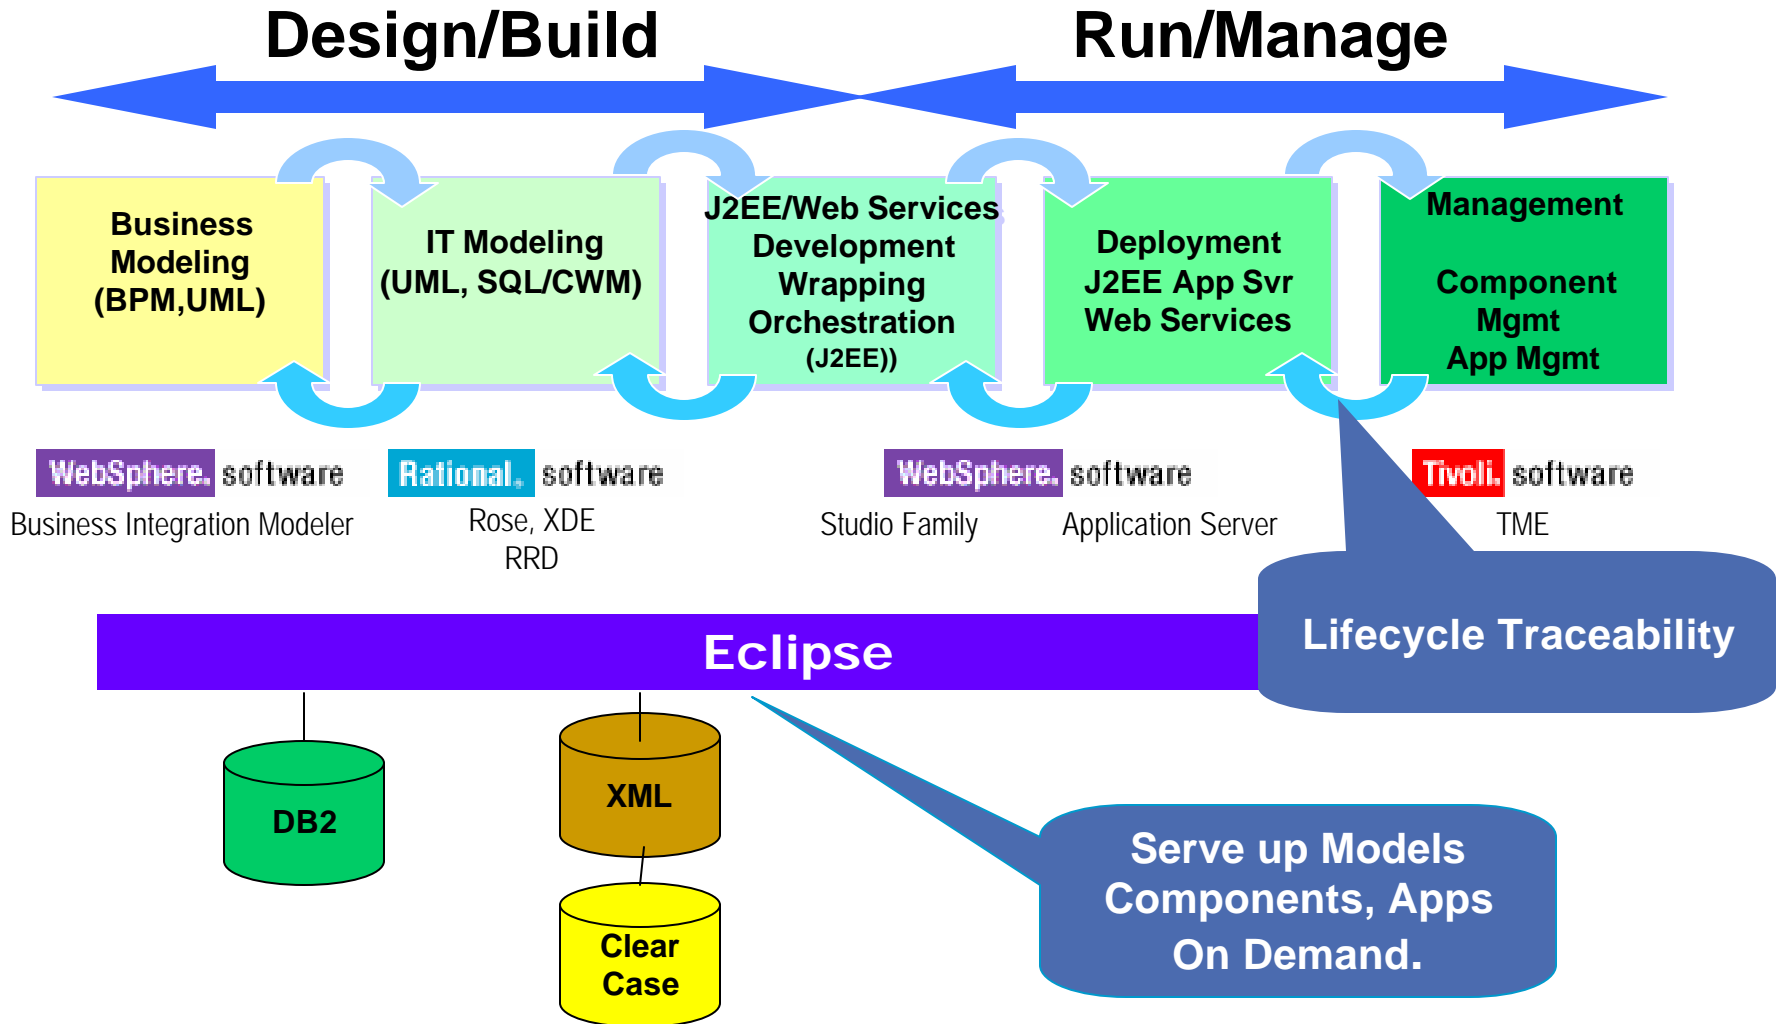 Design/Build
Run/Manage
Business
Modeling
(BPM,UML)
IT Modeling
(UML, SQL/CWM)
J2EE/Web Services
Development
Wrapping
Orchestration
(J2EE))
Deployment
J2EE App Svr
Web Services
Management
Component
Mgmt
App Mgmt
WebSphere. software
Business Integration Modeler
Rational. software
Rose, XDE
RRD
WebSphere. software
Studio Family
Application Server
Tivoli. software
TME
Lifecycle Traceability
Eclipse
DB2
XML
Clear
Case
Serve up Models
Components, Apps
On Demand.